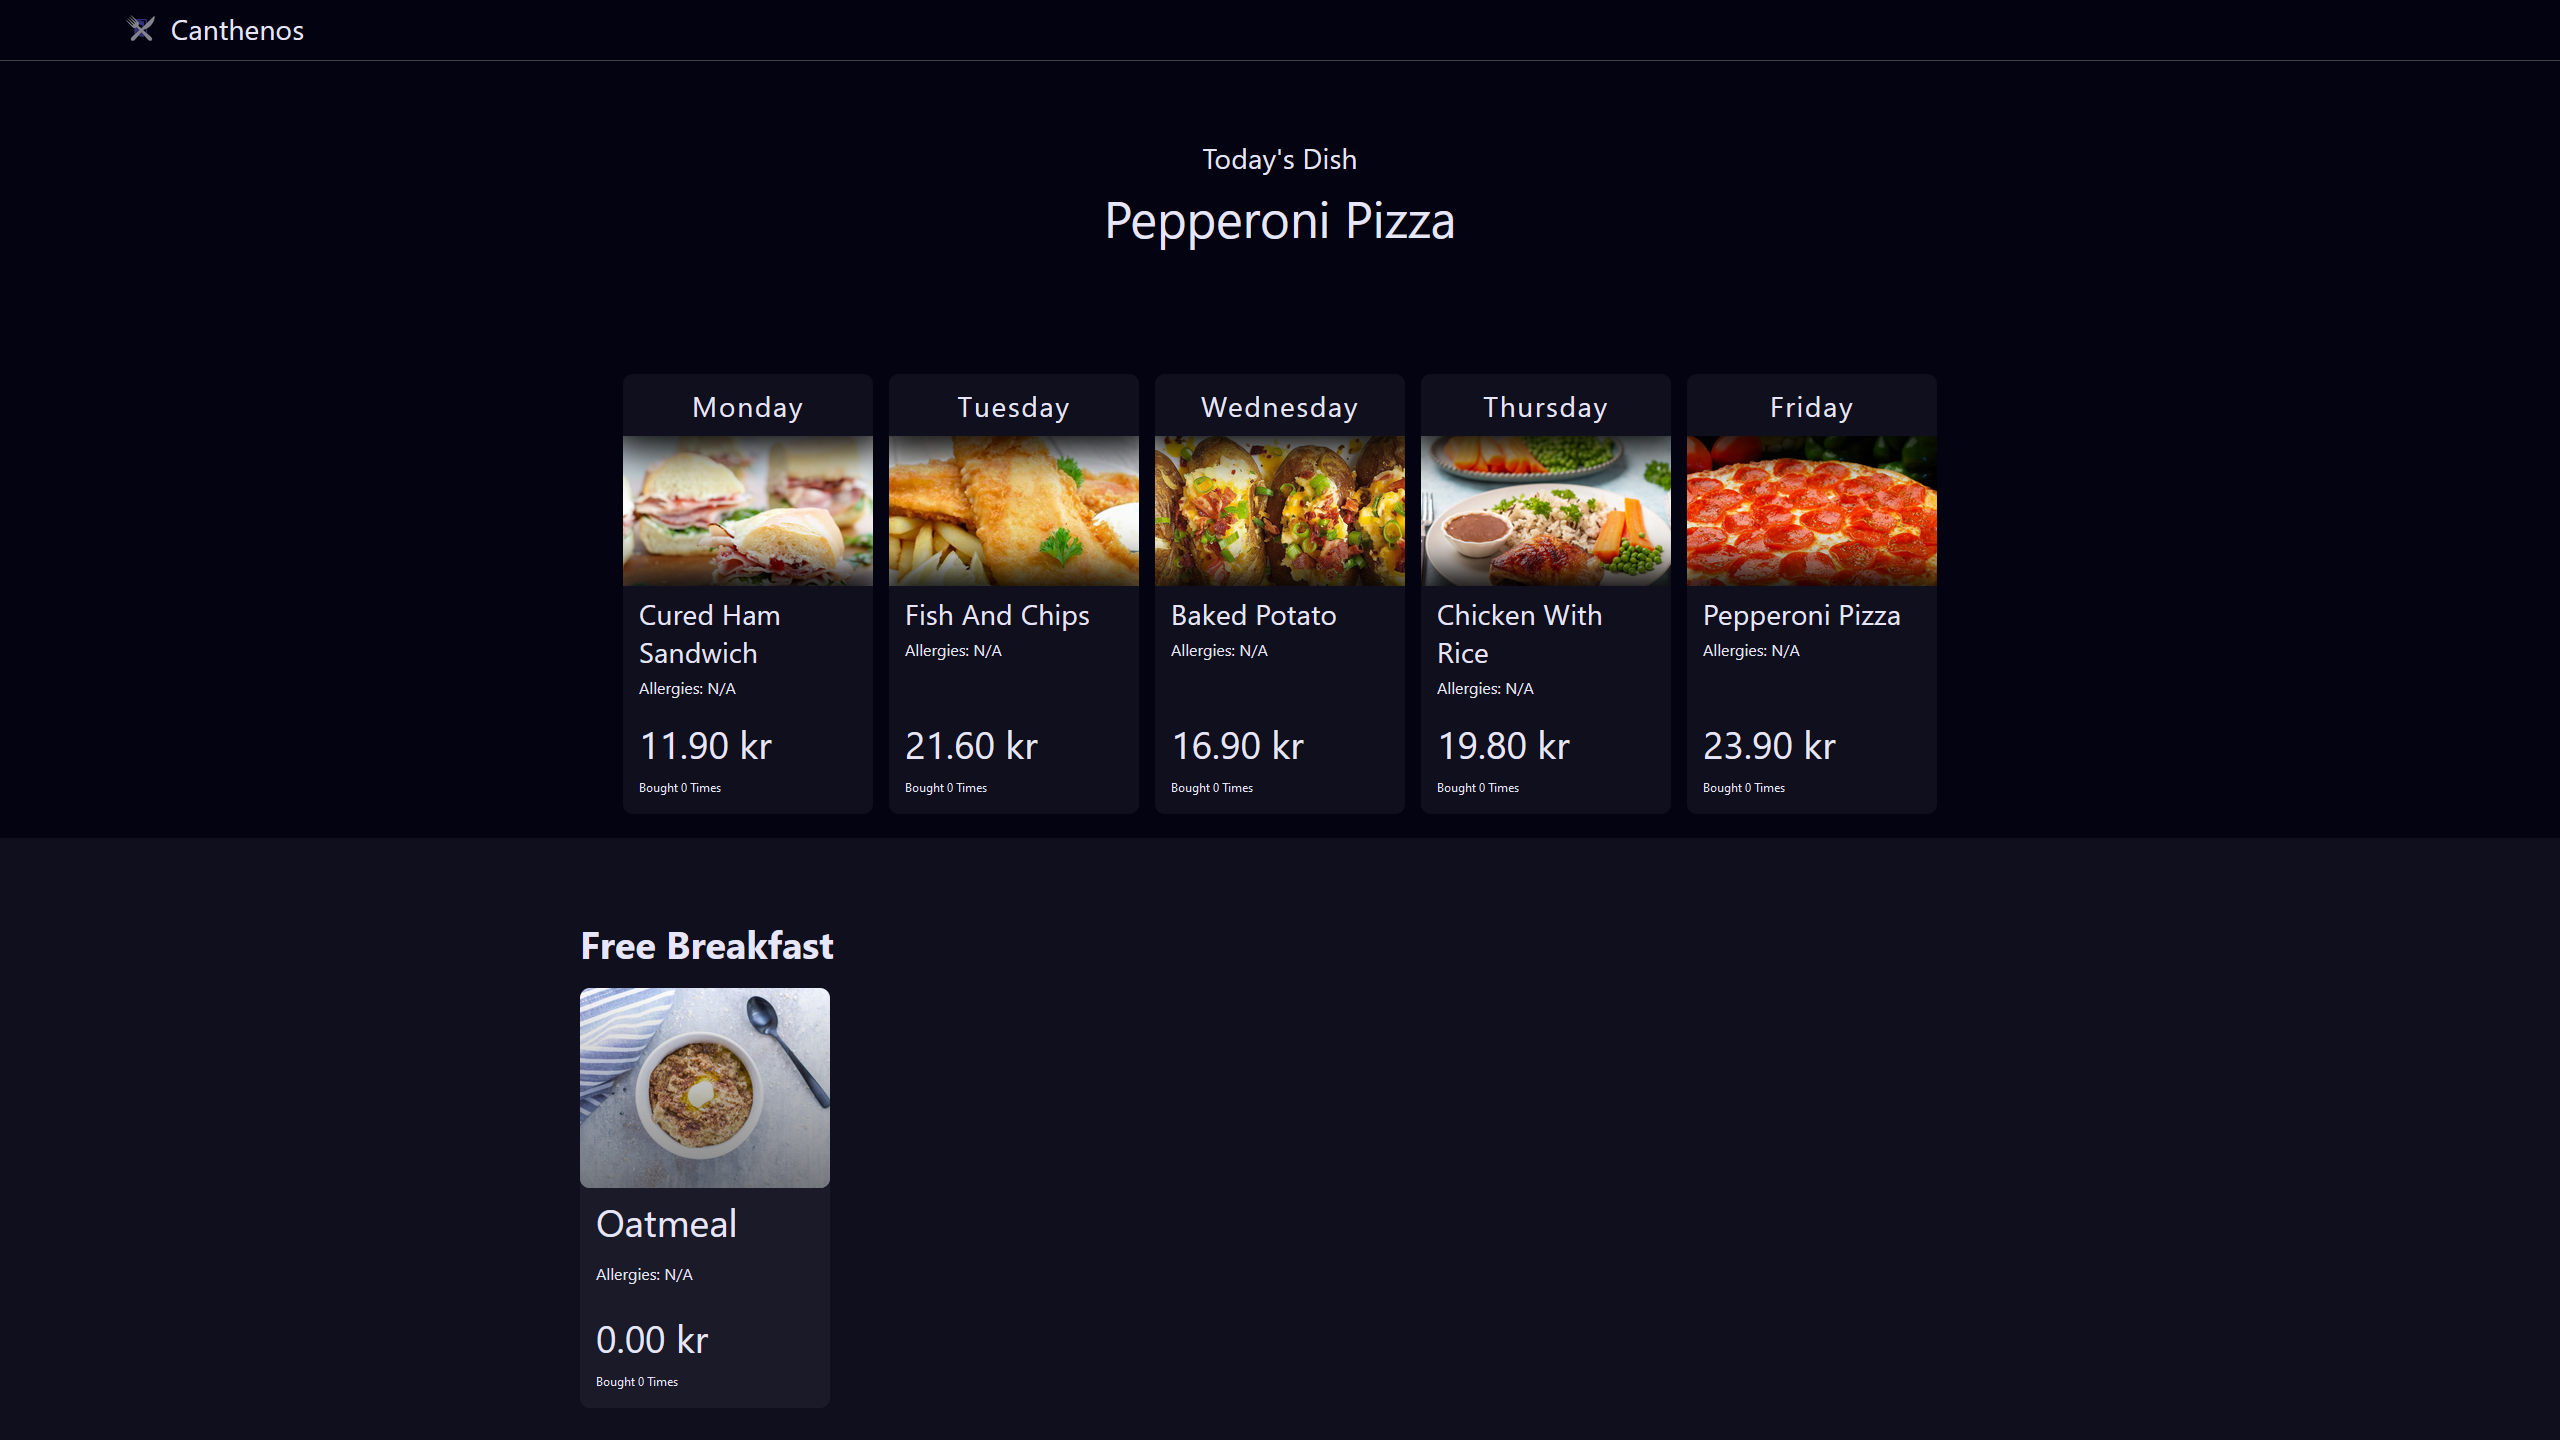 Canthenos
Today's Dish
Pepperoni Pizza
Monday
Cured Ham
Sandwich
Allergies: N/A
11.90 kr
Bought 0 Times
Tuesday
Fish And Chips
Allergies: N/A
21.60 kr
Bought 0 Times
Wednesday
Baked Potato
Allergies: N/A
16.90 kr
Bought 0 Times
Thursday
Chicken With
Rice
Allergies: N/A
19.80 kr
Bought 0 Times
Friday
Pepperoni Pizza
Allergies: N/A
23.90 kr
Bought 0 Times
Free Breakfast
Oatmeal
Allergies: N/A
0.00 kr
Bought 0 Times